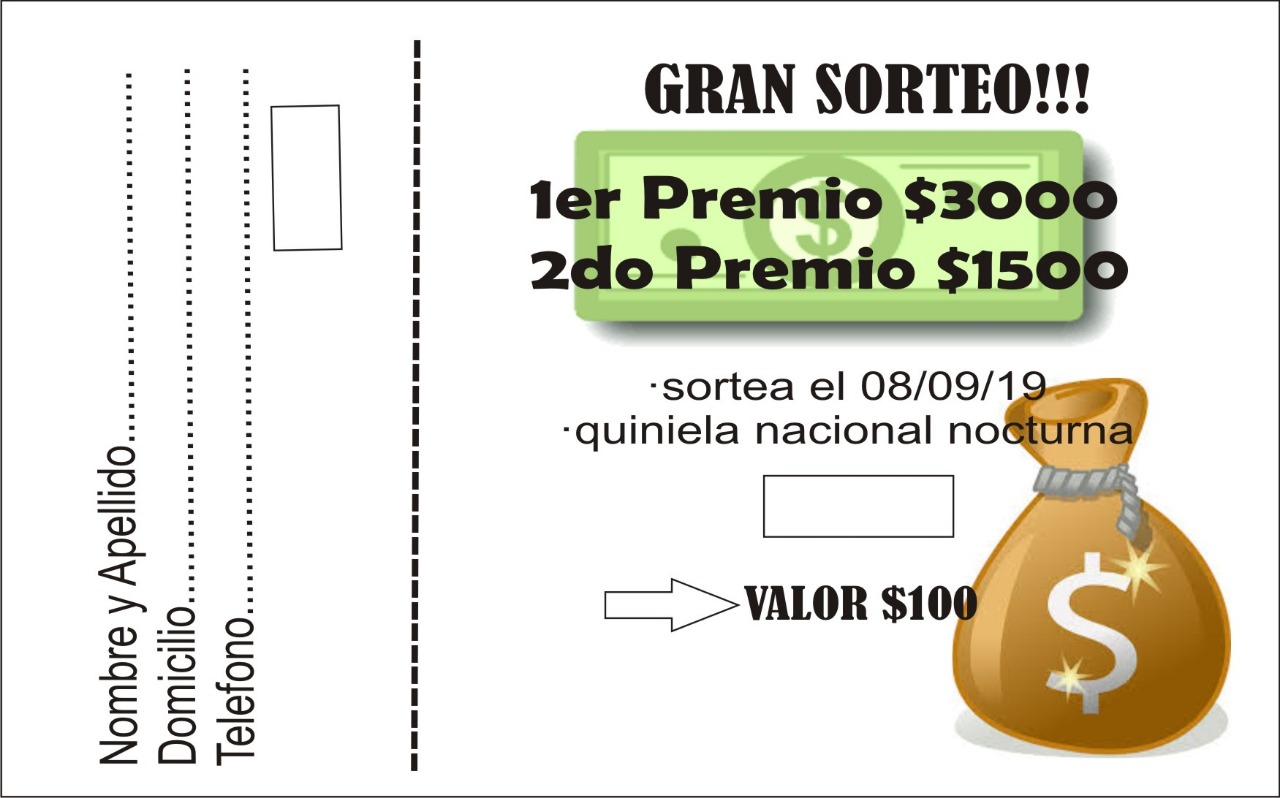 Nombre y Apellido........................................
Domicilio........................................................
Telefono.........................................................
GRAN SORTEO!!!
1er Premio $3000
2do Premio $1500
·sortea el 08/09/19
·quiniela nacional nocturna
VALOR $100
$